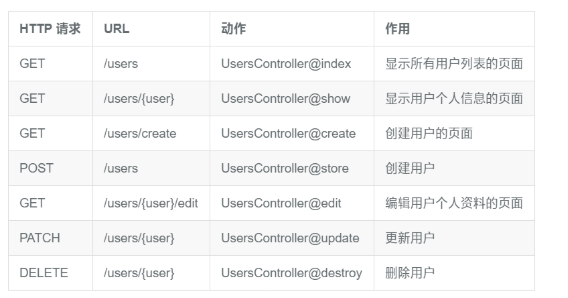 HTTP 请求 URL 动作 作用
GET /users UsersController@index 显示所有用户列表的页面
GET /users/{user} UsersController@show 显示用户个人信息的页面
GET /users/create UsersController@create 创建用户的页面
POST /users UsersController@store 创建用户
GET /users/{user}/edit UsersController@edit 编辑用户个人资料的页面
PATCH /users/{user} UsersController@update 更新用户
DELETE /users/{user} UsersController@destroy 删除用户